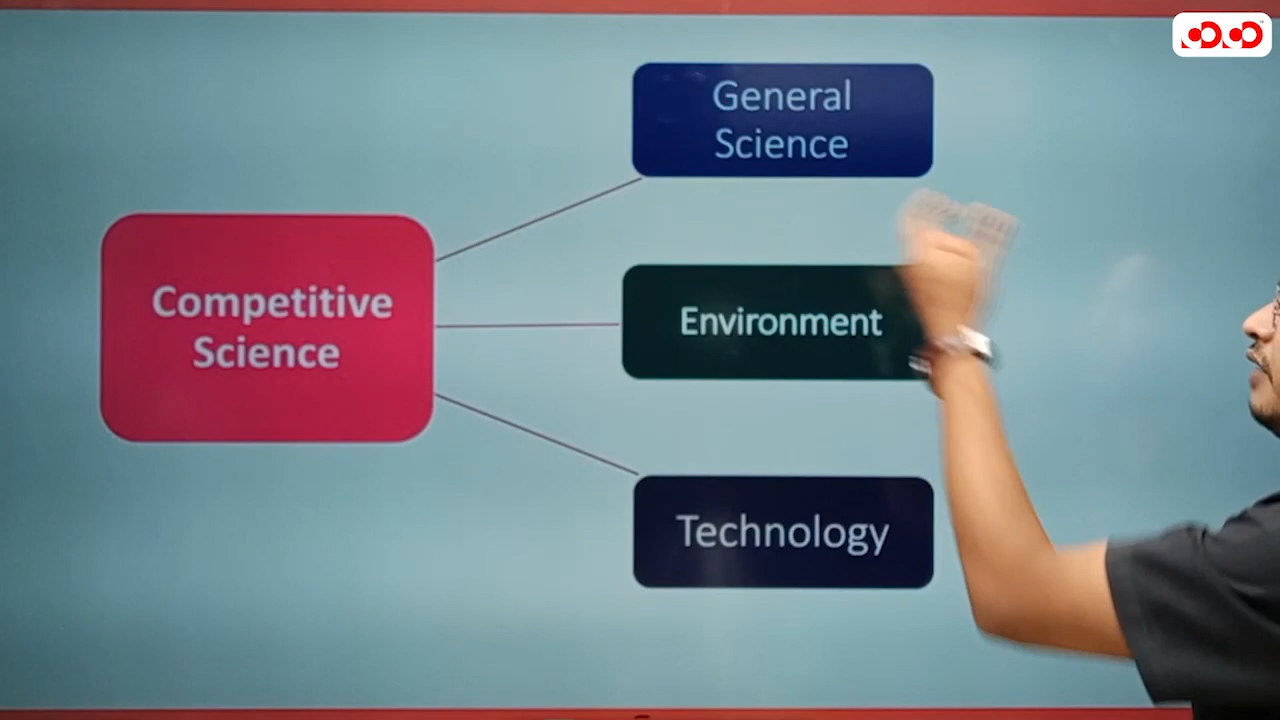 General
Science
Competitive
Science
Environment
Technology